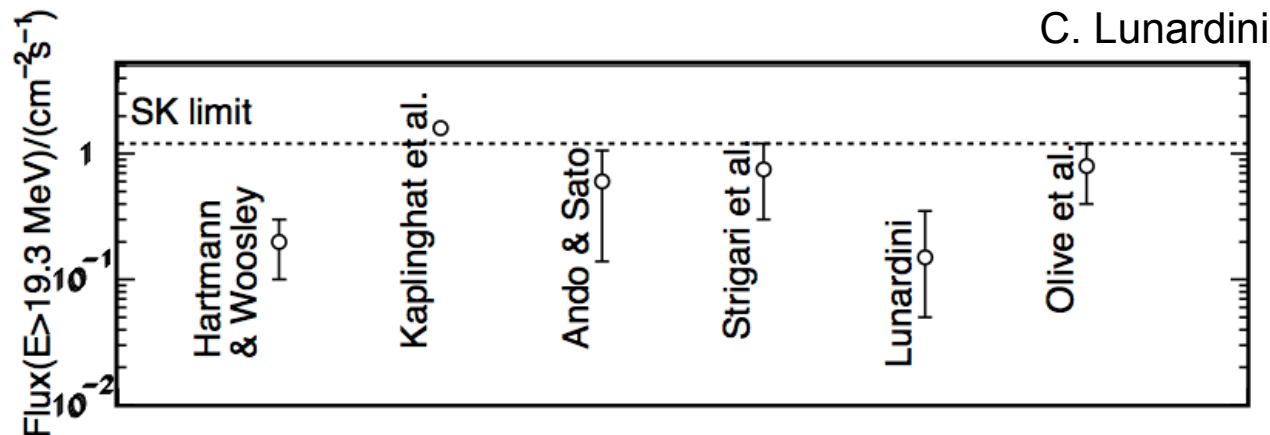 C. Lunardini
Flux(E>19.3 MeV)/(cm⁻²s⁻¹)
SK limit
1
10⁻¹
10⁻²
Hartmann
& Woosley
Kaplinghat et al.
Ando & Sato
Strigari et al.
Lunardini
Olive et al.